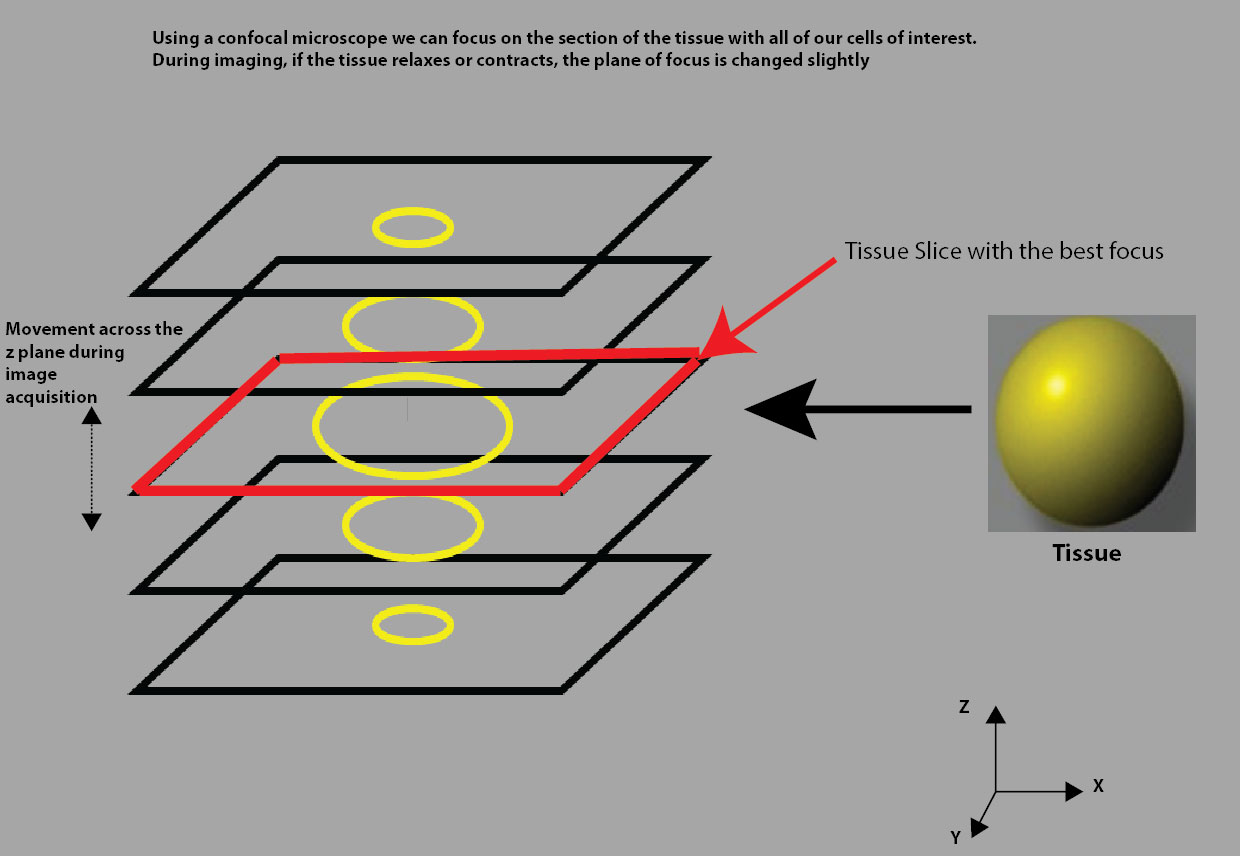 Using a confocal microscope we can focus on the section of the tissue with all of our cells of interest.
During imaging, if the tissue relaxes or contracts, the plane of focus is changed slightly
Tissue Slice with the best focus
Movement across the
z plane during
image
acquisition
Tissue
Z
X
Y